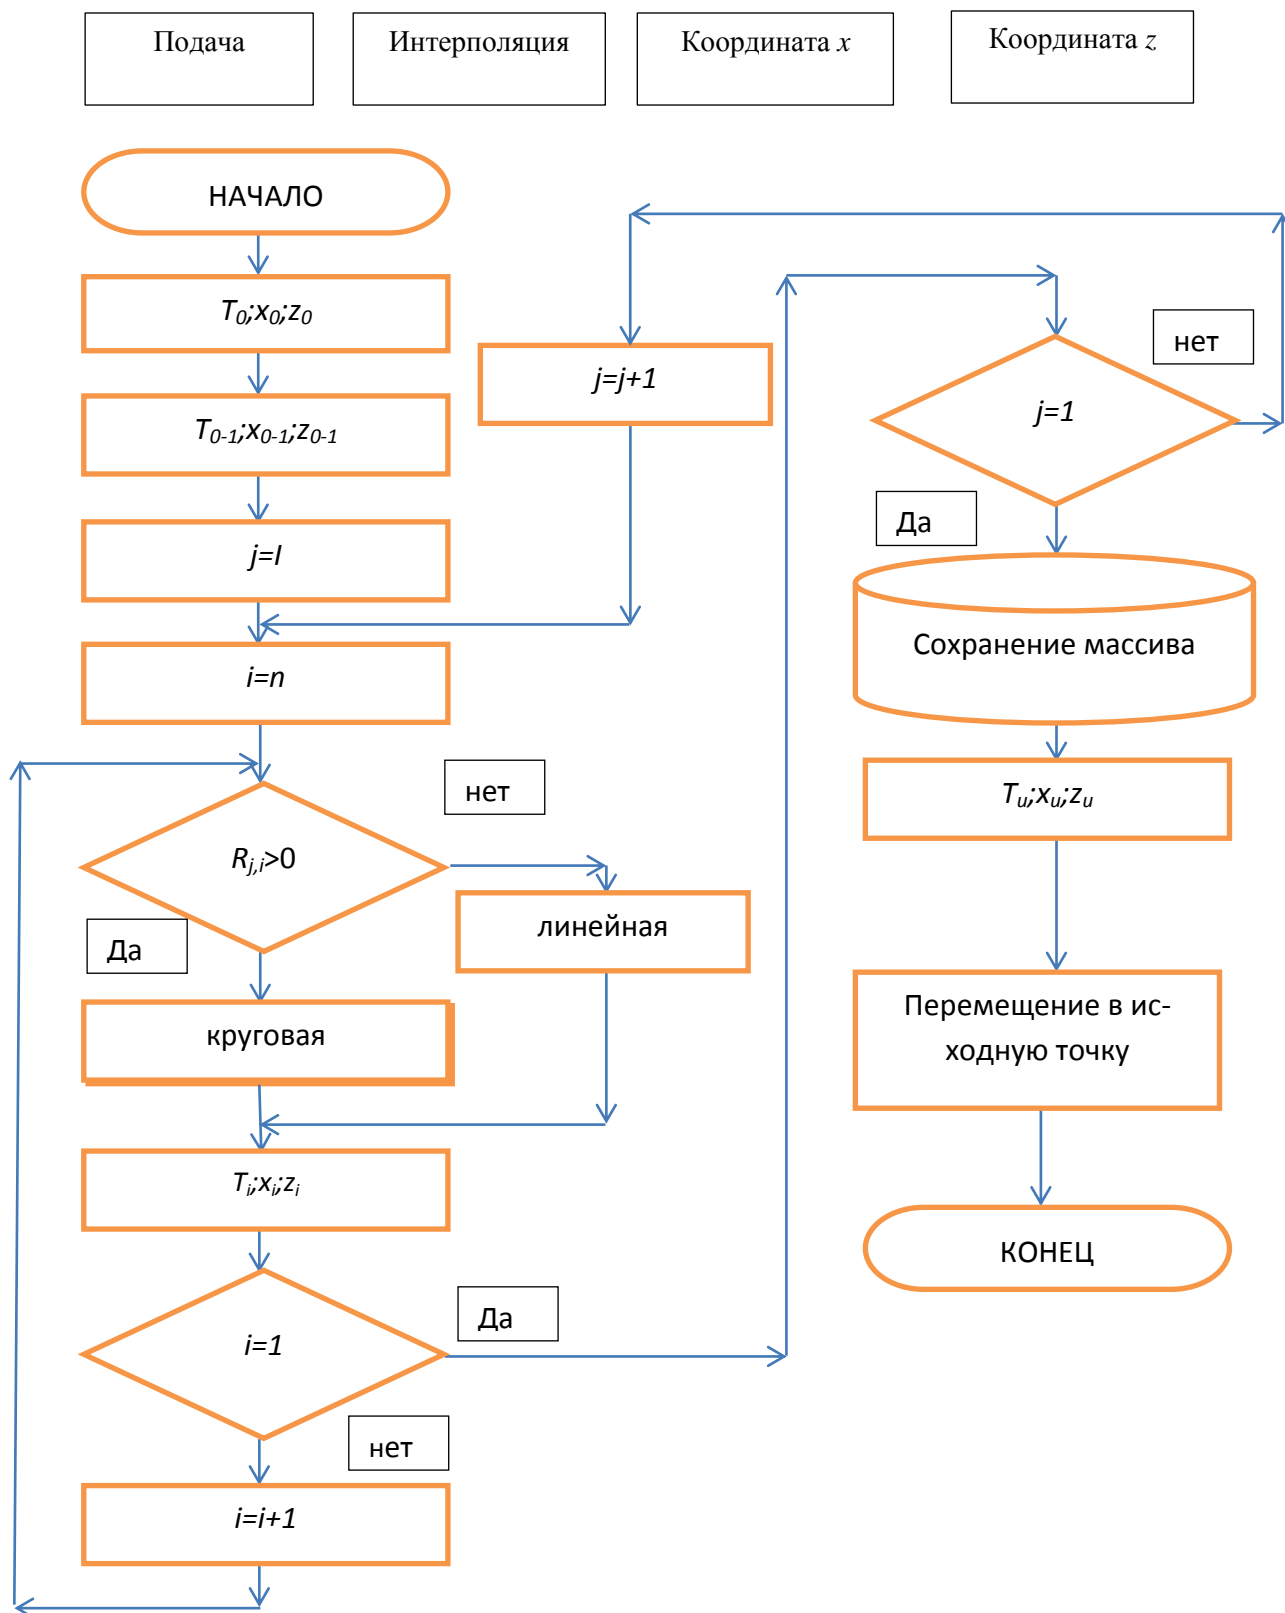 Подача
Интерполяция
Координата x
Координата z
НАЧАЛО
T0;x0;z0
T0-1;x0-1;z0-1
j=I
i=n
Rj,i>0
нет
линейная
Да
круговая
Ti;xi;zi
i=1
Да
нет
i=i+1
j=j+1
j=1
нет
Да
Сохранение массива
Tu;xu;zu
Перемещение в ис-
ходную точку
КОНЕЦ